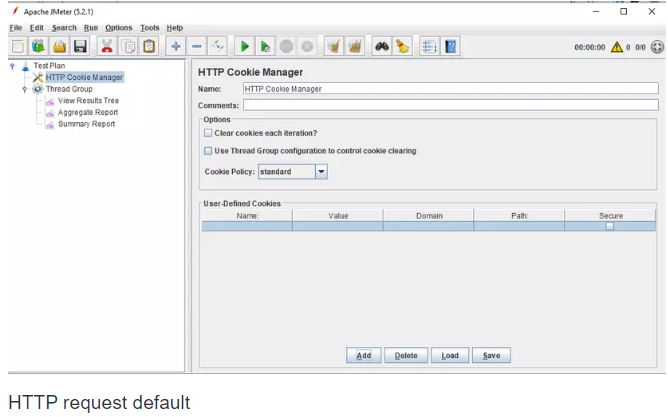 Apache JMeter (5.2.1)
File Edit Search Run Options Tools Help
00:00:00 0 0/0
Test Plan
HTTP Cookie Manager
Thread Group
View Results Tree
Aggregate Report
Summary Report
HTTP Cookie Manager
Name: HTTP Cookie Manager
Comments:
Options
Clear cookies each iteration?
Use Thread Group configuration to control cookie clearing
Cookie Policy: standard
User-Defined Cookies
Name: Value Domain Path: Secure
Add Delete Load Save
HTTP request default